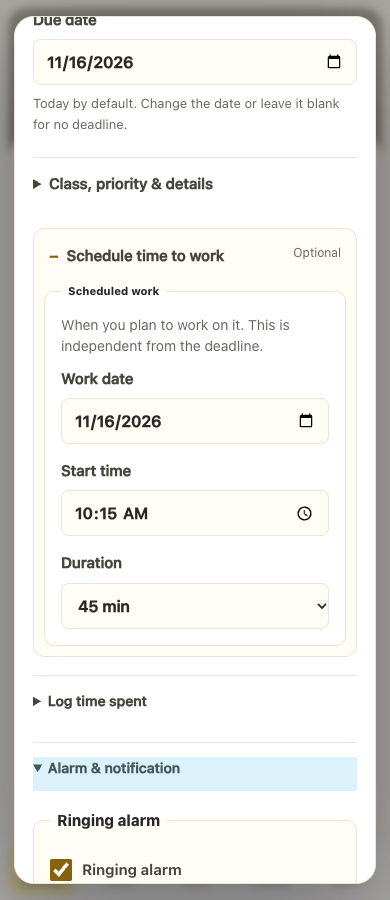 Due date
11/16/2026
Today by default. Change the date or leave it blank
for no deadline.
Class, priority & details
Schedule time to work
Optional
Scheduled work
When you plan to work on it. This is
independent from the deadline.
Work date
11/16/2026
Start time
10:15 AM
Duration
45 min
Log time spent
Alarm & notification
Ringing alarm
Ringing alarm